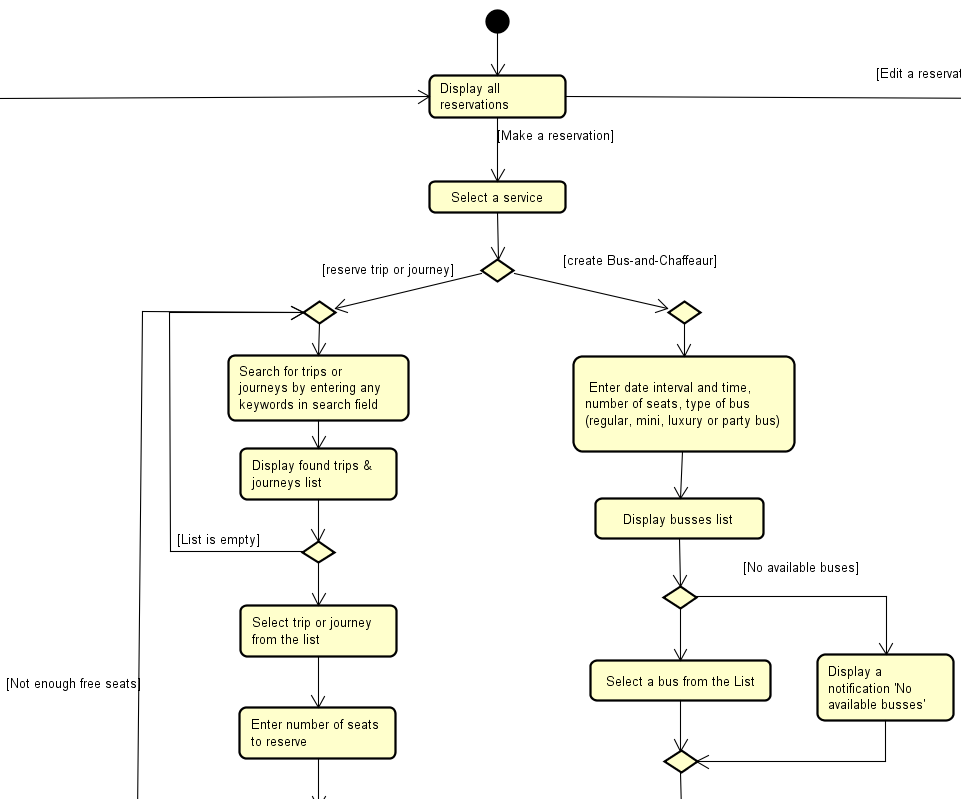 [Edit a reservat
Display all
reservations
[Make a reservation]
Select a service
[reserve trip or journey]
[create Bus-and-Chaffeaur]
Search for trips or
journeys by entering any
keywords in search field
Enter date interval and time,
number of seats, type of bus
(regular, mini, luxury or party bus)
Display found trips &
journeys list
Display busses list
[List is empty]
[No available buses]
Select trip or journey
from the list
Select a bus from the List
Display a
notification 'No
available busses'
[Not enough free seats]
Enter number of seats
to reserve